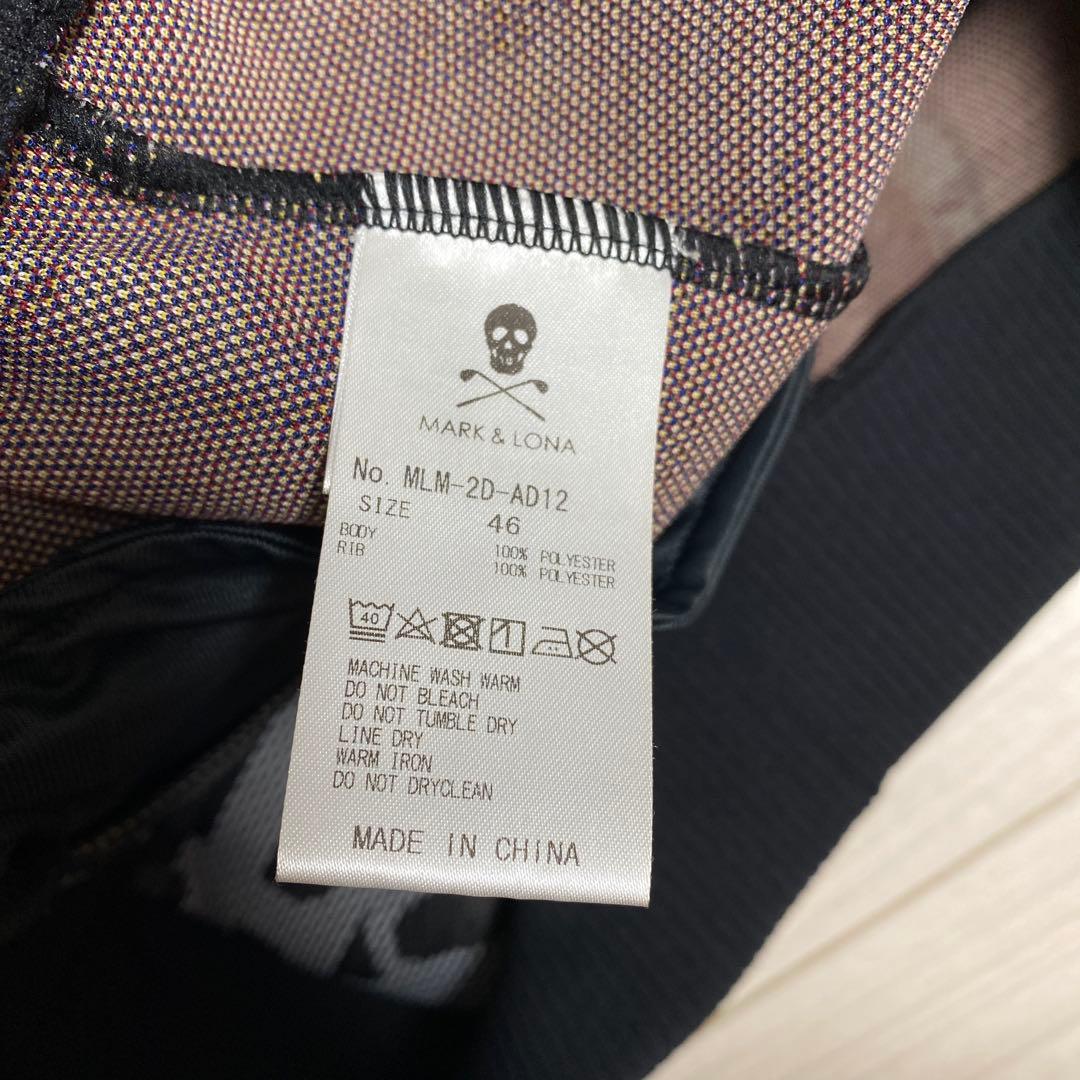 MARK & LONA
No. MLM-2D-AD12
SIZE 46
BODY 100% POLYESTER
RIB 100% POLYESTER
40
MACHINE WASH WARM
DO NOT BLEACH
DO NOT TUMBLE DRY
LINE DRY
WARM IRON
DO NOT DRYCLEAN
MADE IN CHINA